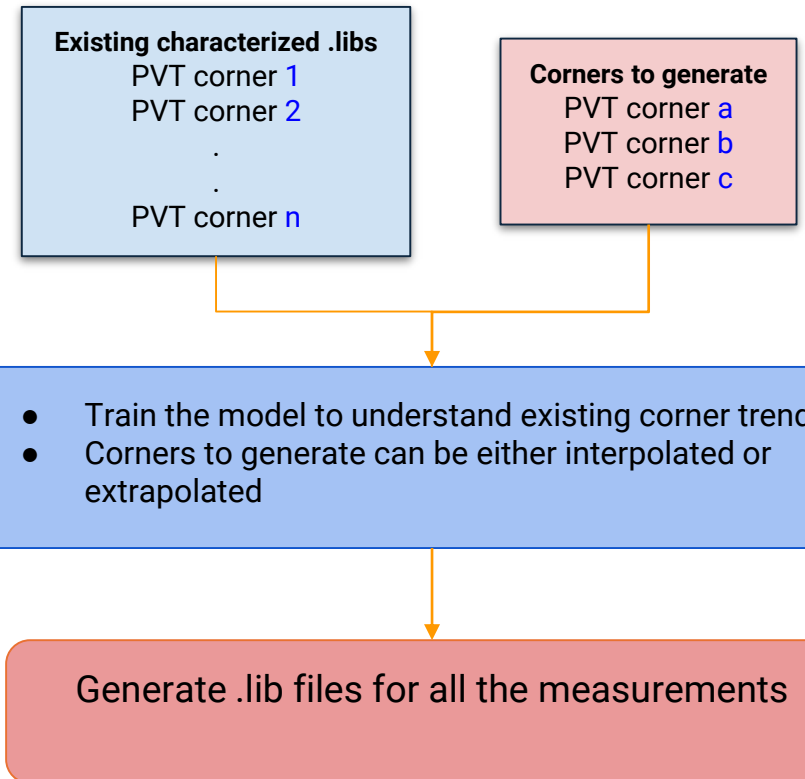 Existing characterized .libs
PVT corner 1
PVT corner 2
.
.
PVT corner n
Corners to generate
PVT corner a
PVT corner b
PVT corner c
● Train the model to understand existing corner trend
● Corners to generate can be either interpolated or
extrapolated
Generate .lib files for all the measurements